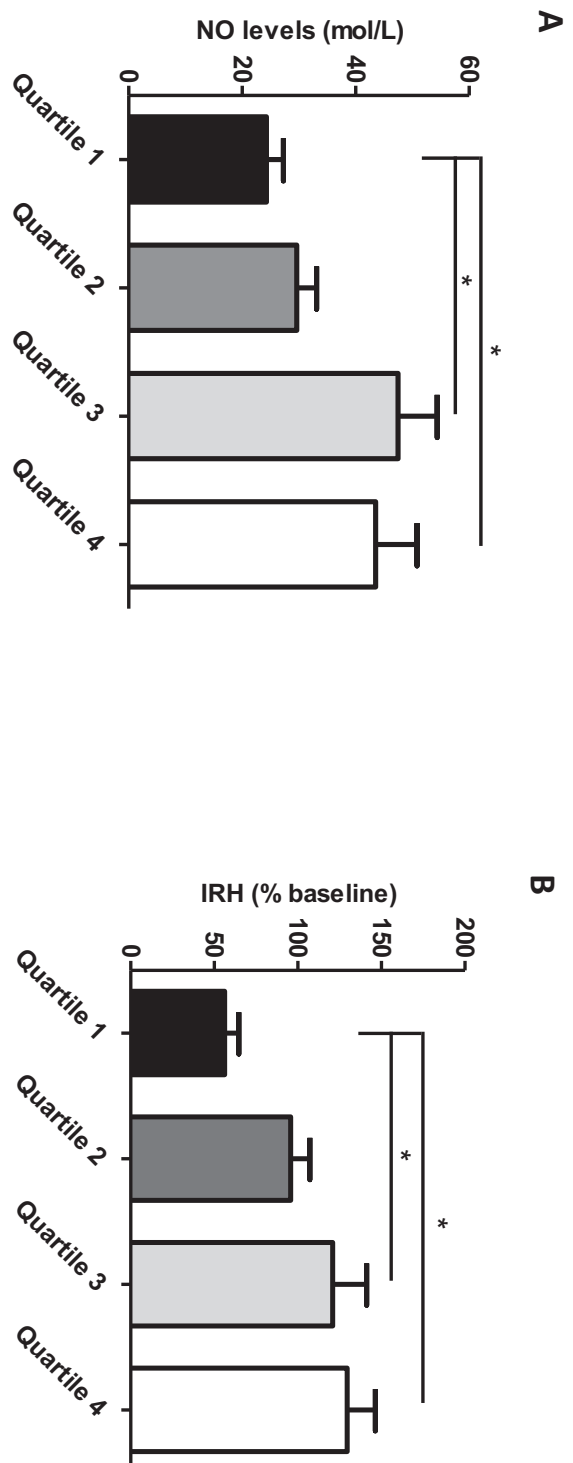 A
NO levels (mol/L)
0
20
40
60
Quartile 1
Quartile 2
Quartile 3
Quartile 4
*
*
B
IRH (% baseline)
0
50
100
150
200
Quartile 1
Quartile 2
Quartile 3
Quartile 4
*
*